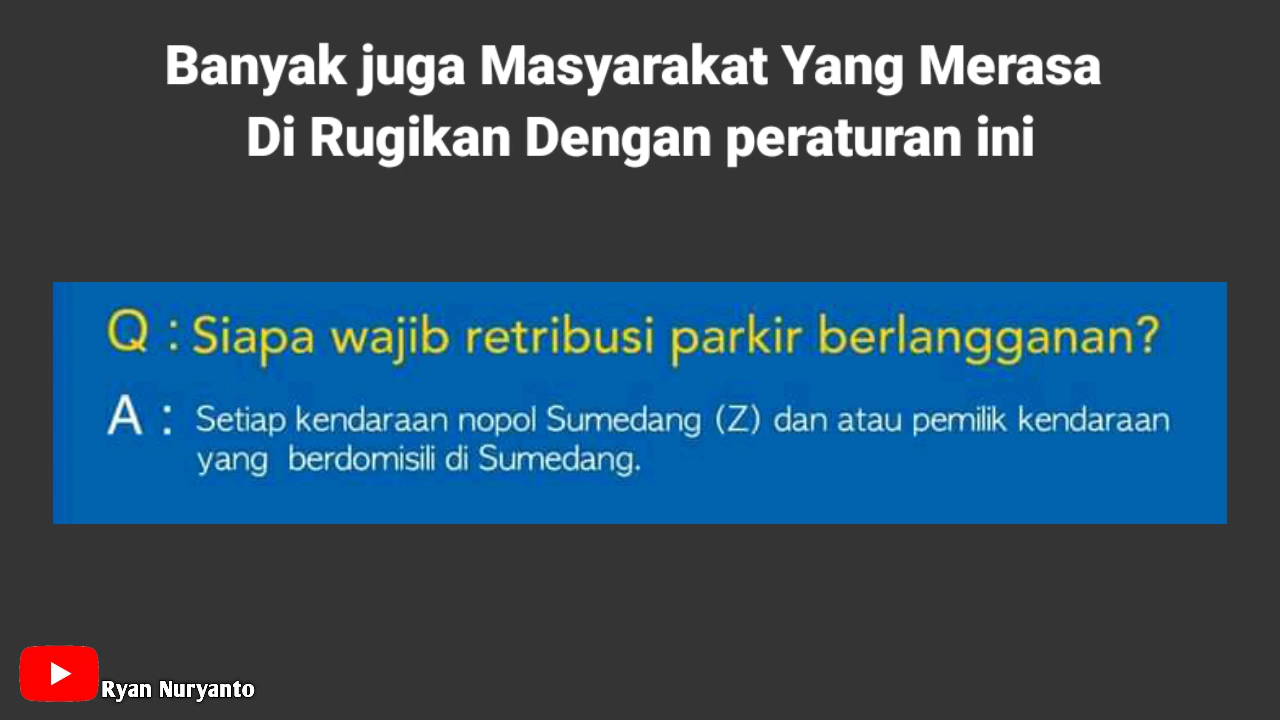 Banyak juga Masyarakat Yang Merasa
Di Rugikan Dengan peraturan ini
Q : Siapa wajib retribusi parkir berlangganan?
A : Setiap kendaraan nopol Sumedang (Z) dan atau pemilik kendaraan
yang berdomisili di Sumedang.
Ryan Nuryanto